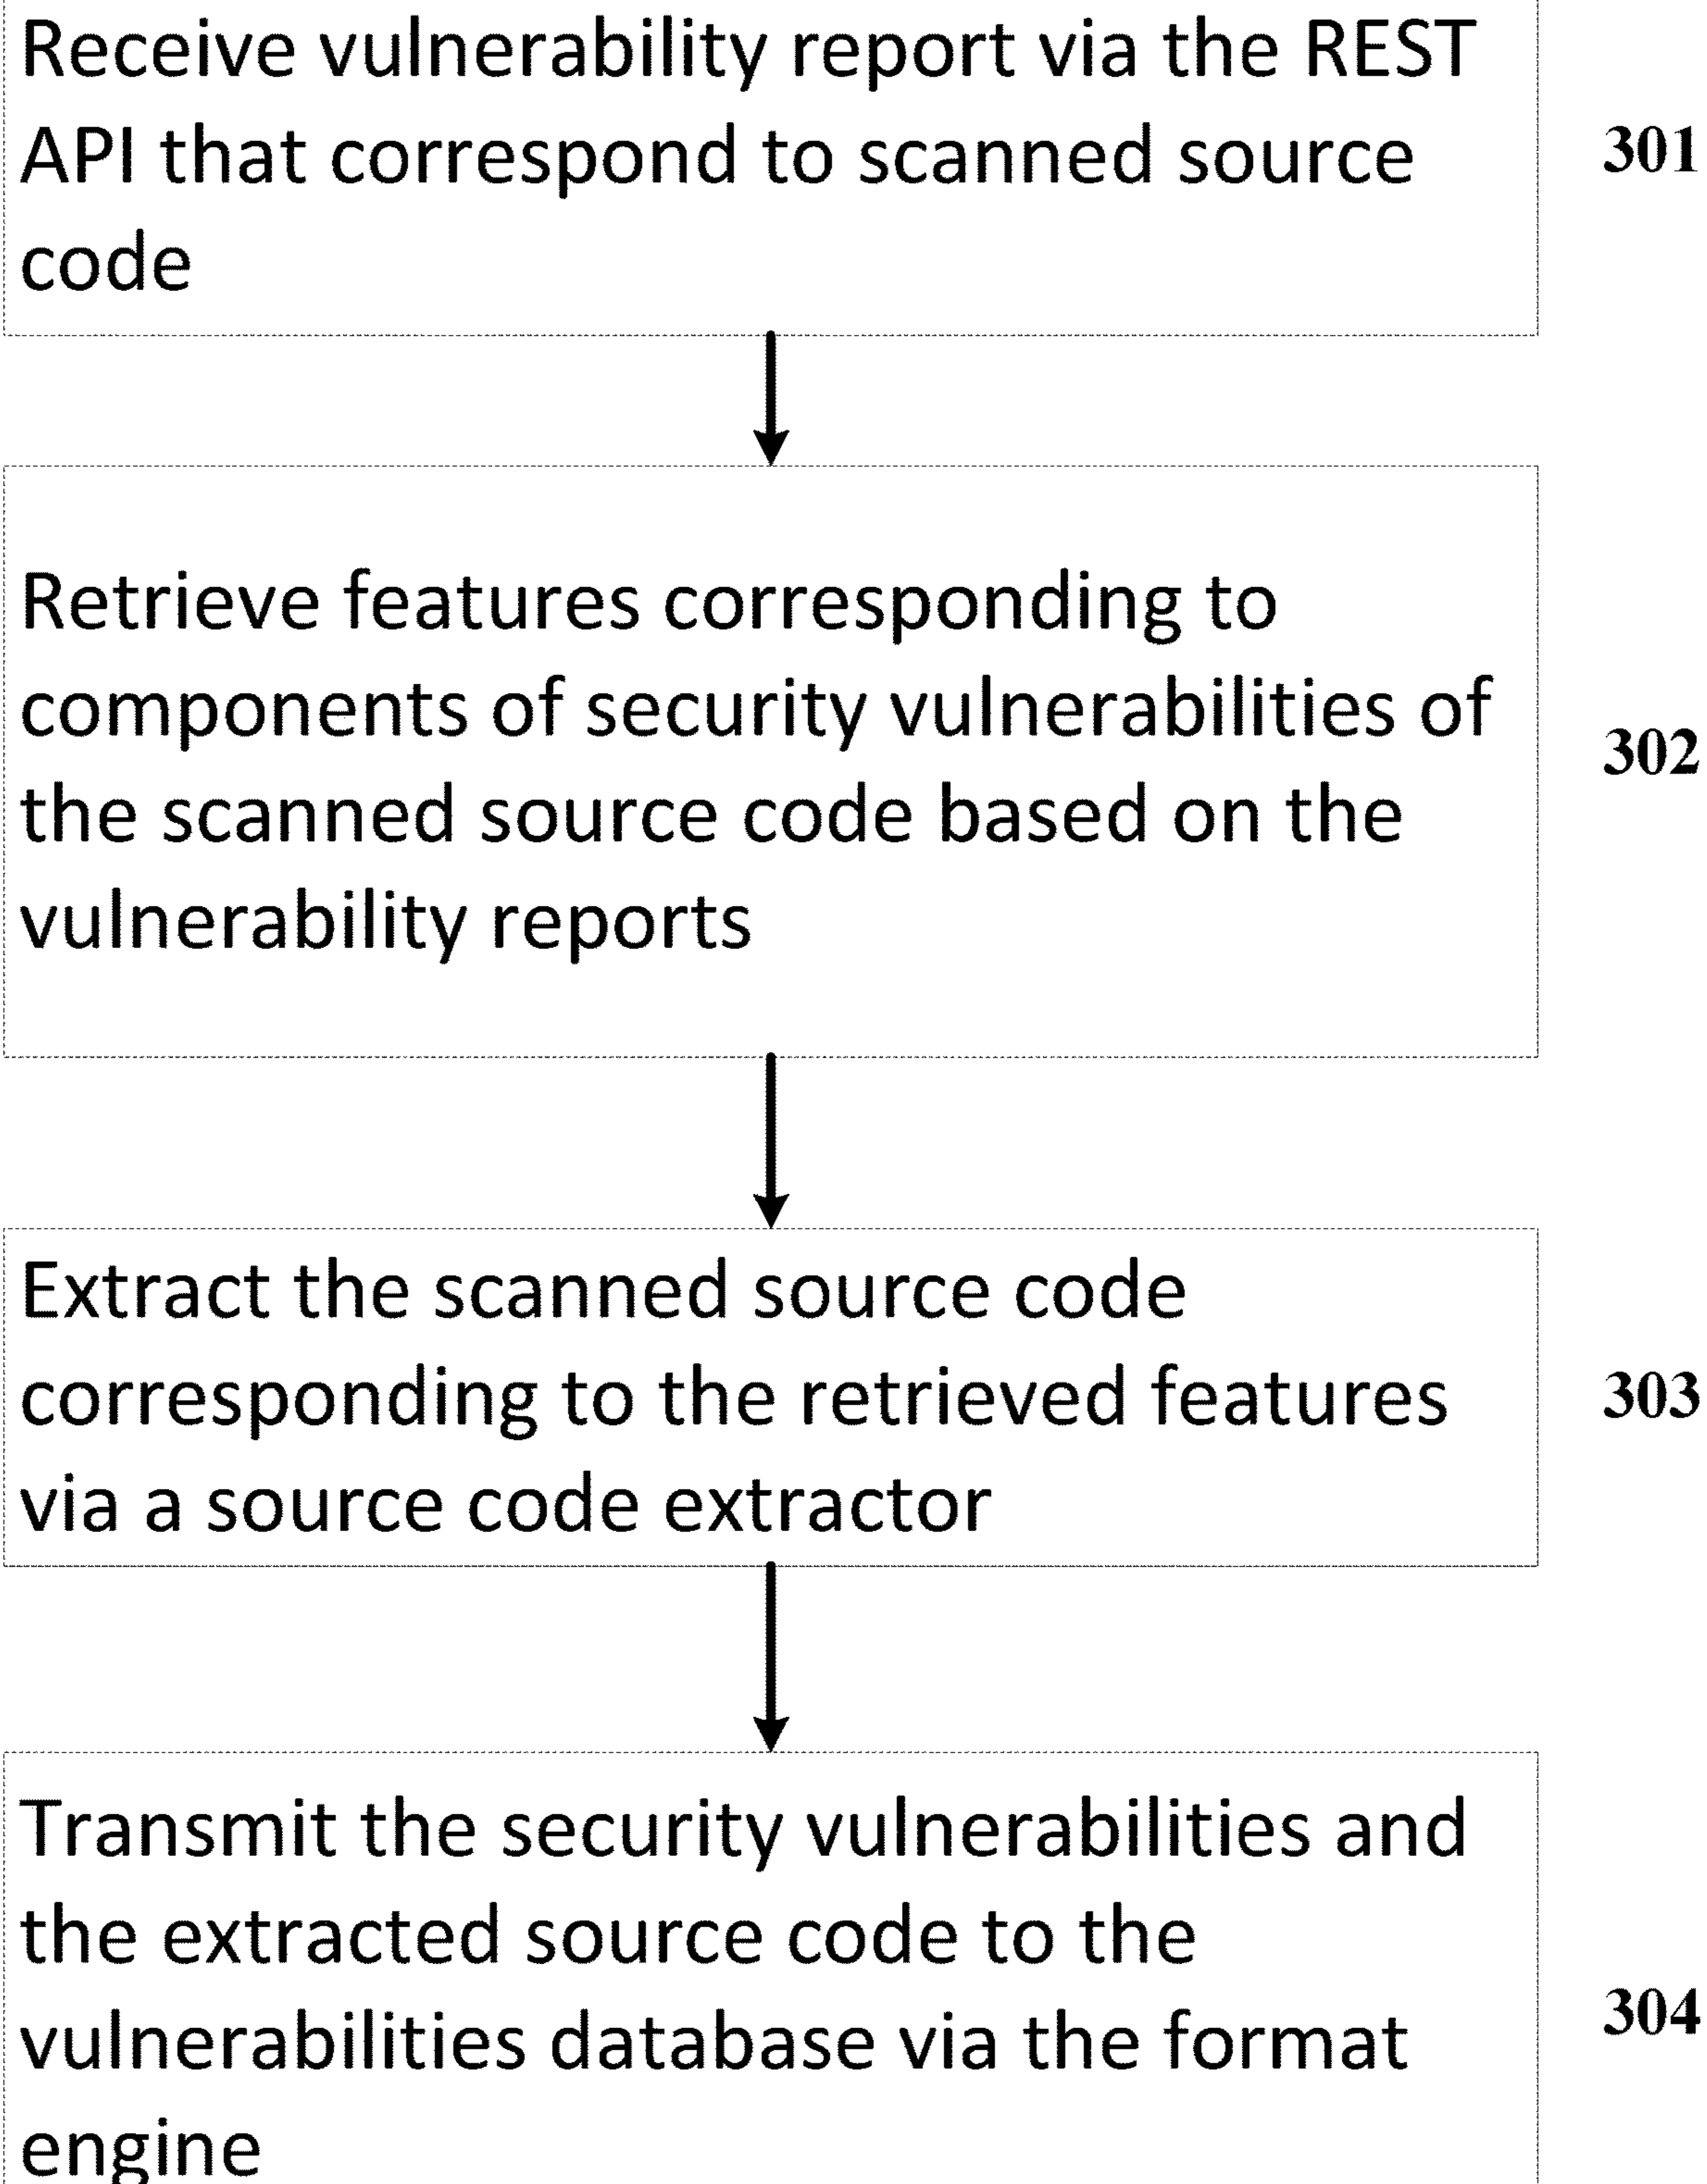 Receive vulnerability report via the REST
API that correspond to scanned source
code
301
Retrieve features corresponding to
components of security vulnerabilities of
the scanned source code based on the
vulnerability reports
302
Extract the scanned source code
corresponding to the retrieved features
via a source code extractor
303
Transmit the security vulnerabilities and
the extracted source code to the
vulnerabilities database via the format
engine
304